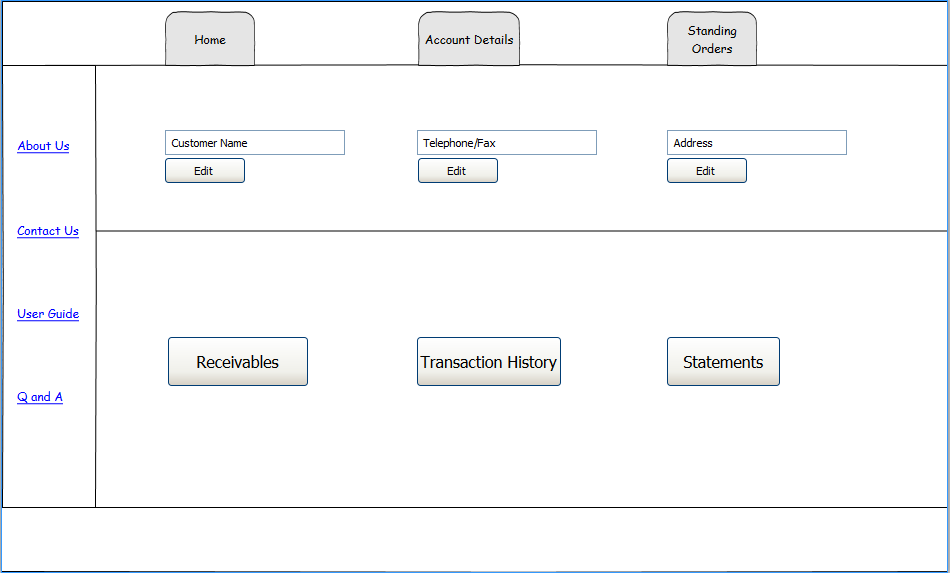 Home
Account Details
Standing
Orders
About Us
Contact Us
User Guide
Q and A
Customer Name
Telephone/Fax
Address
Edit
Edit
Edit
Receivables
Transaction History
Statements